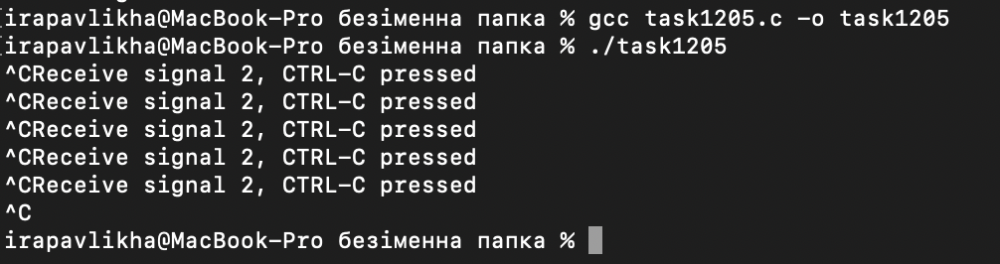 irapavlikha@MacBook-Pro безіменна папка % gcc task1205.c -o task1205
irapavlikha@MacBook-Pro безіменна папка % ./task1205
^CReceive signal 2, CTRL-C pressed
^CReceive signal 2, CTRL-C pressed
^CReceive signal 2, CTRL-C pressed
^CReceive signal 2, CTRL-C pressed
^CReceive signal 2, CTRL-C pressed
^C
irapavlikha@MacBook-Pro безіменна папка %